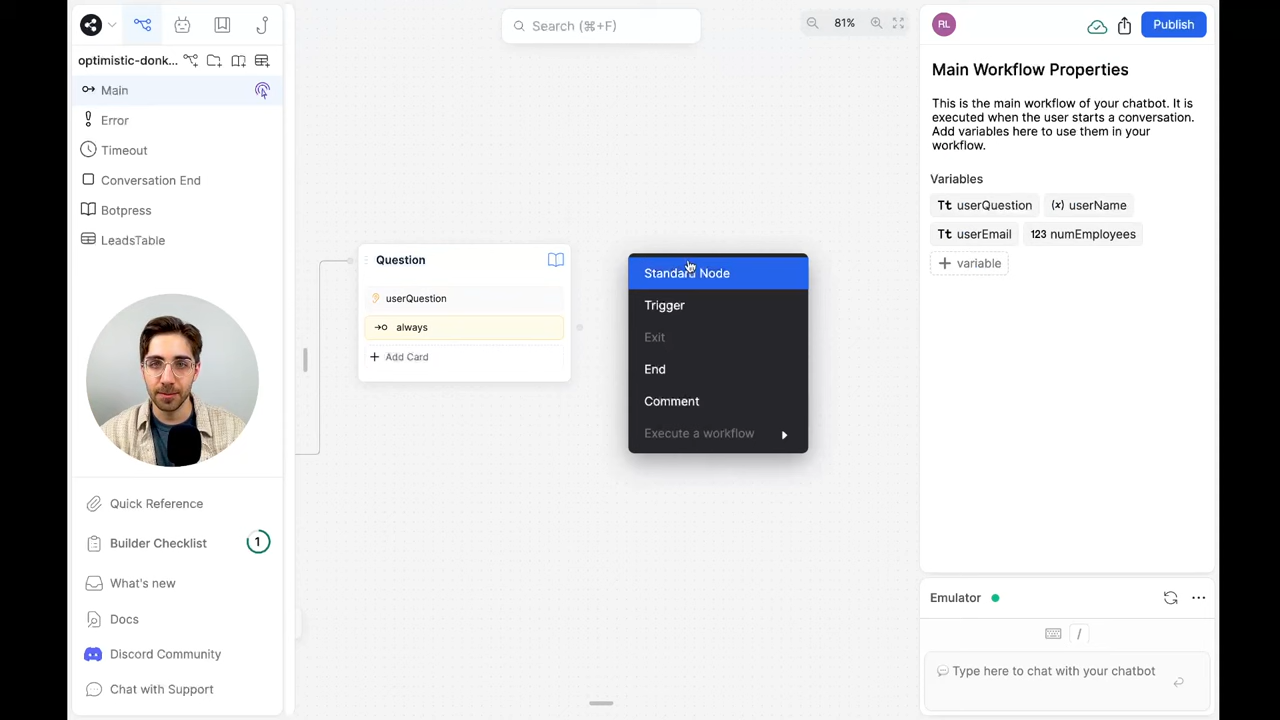 optimistic-donk...
Main
Error
Timeout
Conversation End
Botpress
LeadsTable
Quick Reference
Builder Checklist
1
What's new
Docs
Discord Community
Chat with Support
Search (⌘+F)
81%
Question
userQuestion
always
+ Add Card
Standard Node
Trigger
Exit
End
Comment
Execute a workflow
RL
Publish
Main Workflow Properties
This is the main workflow of your chatbot. It is
executed when the user starts a conversation.
Add variables here to use them in your
workflow.
Variables
Tt userQuestion
(x) userName
Tt userEmail
123 numEmployees
+ variable
Emulator
/
Type here to chat with your chatbot